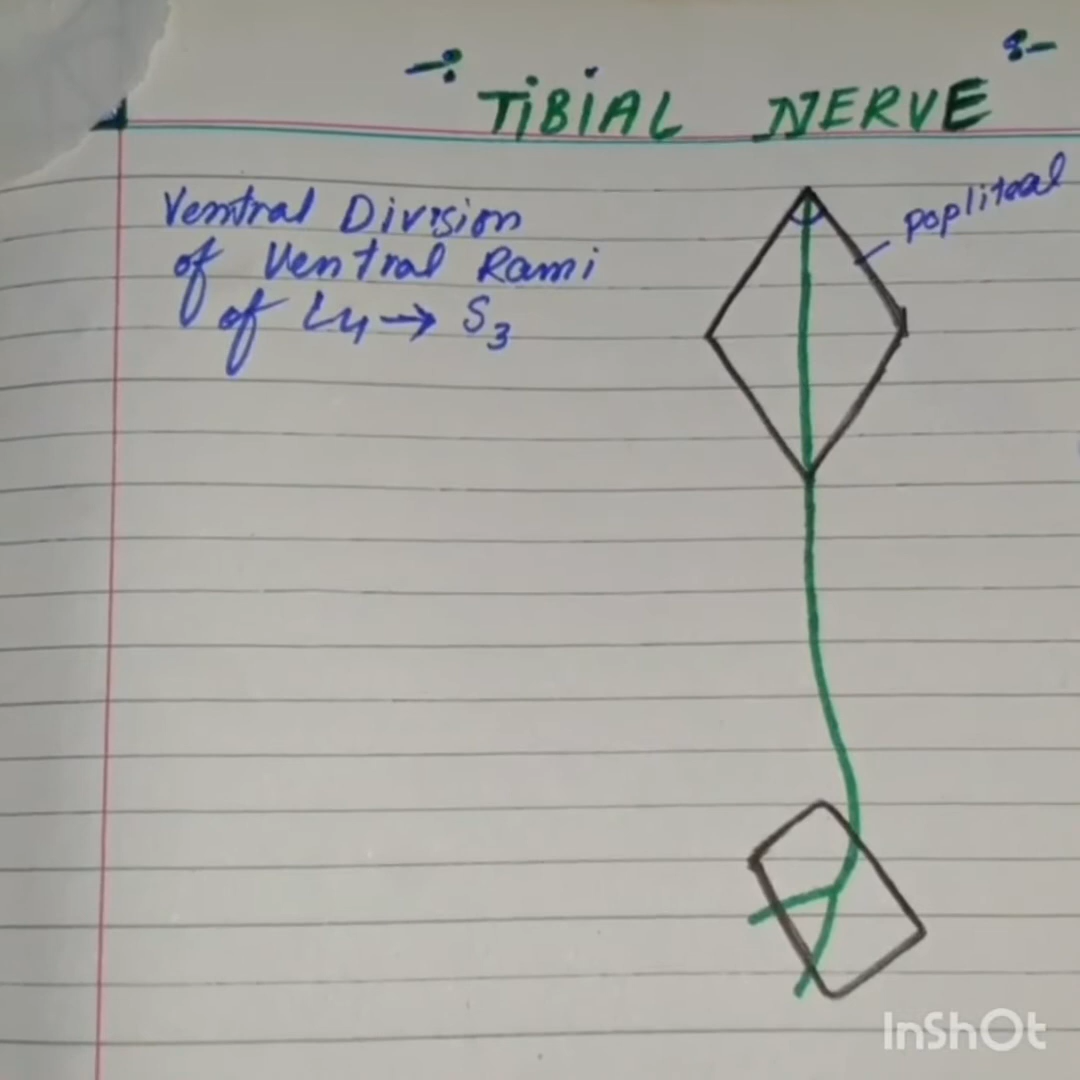 TiBiAL NERVE
Ventral Division
of Ventral Rami
of L4 → S3
popliteal
InShOt